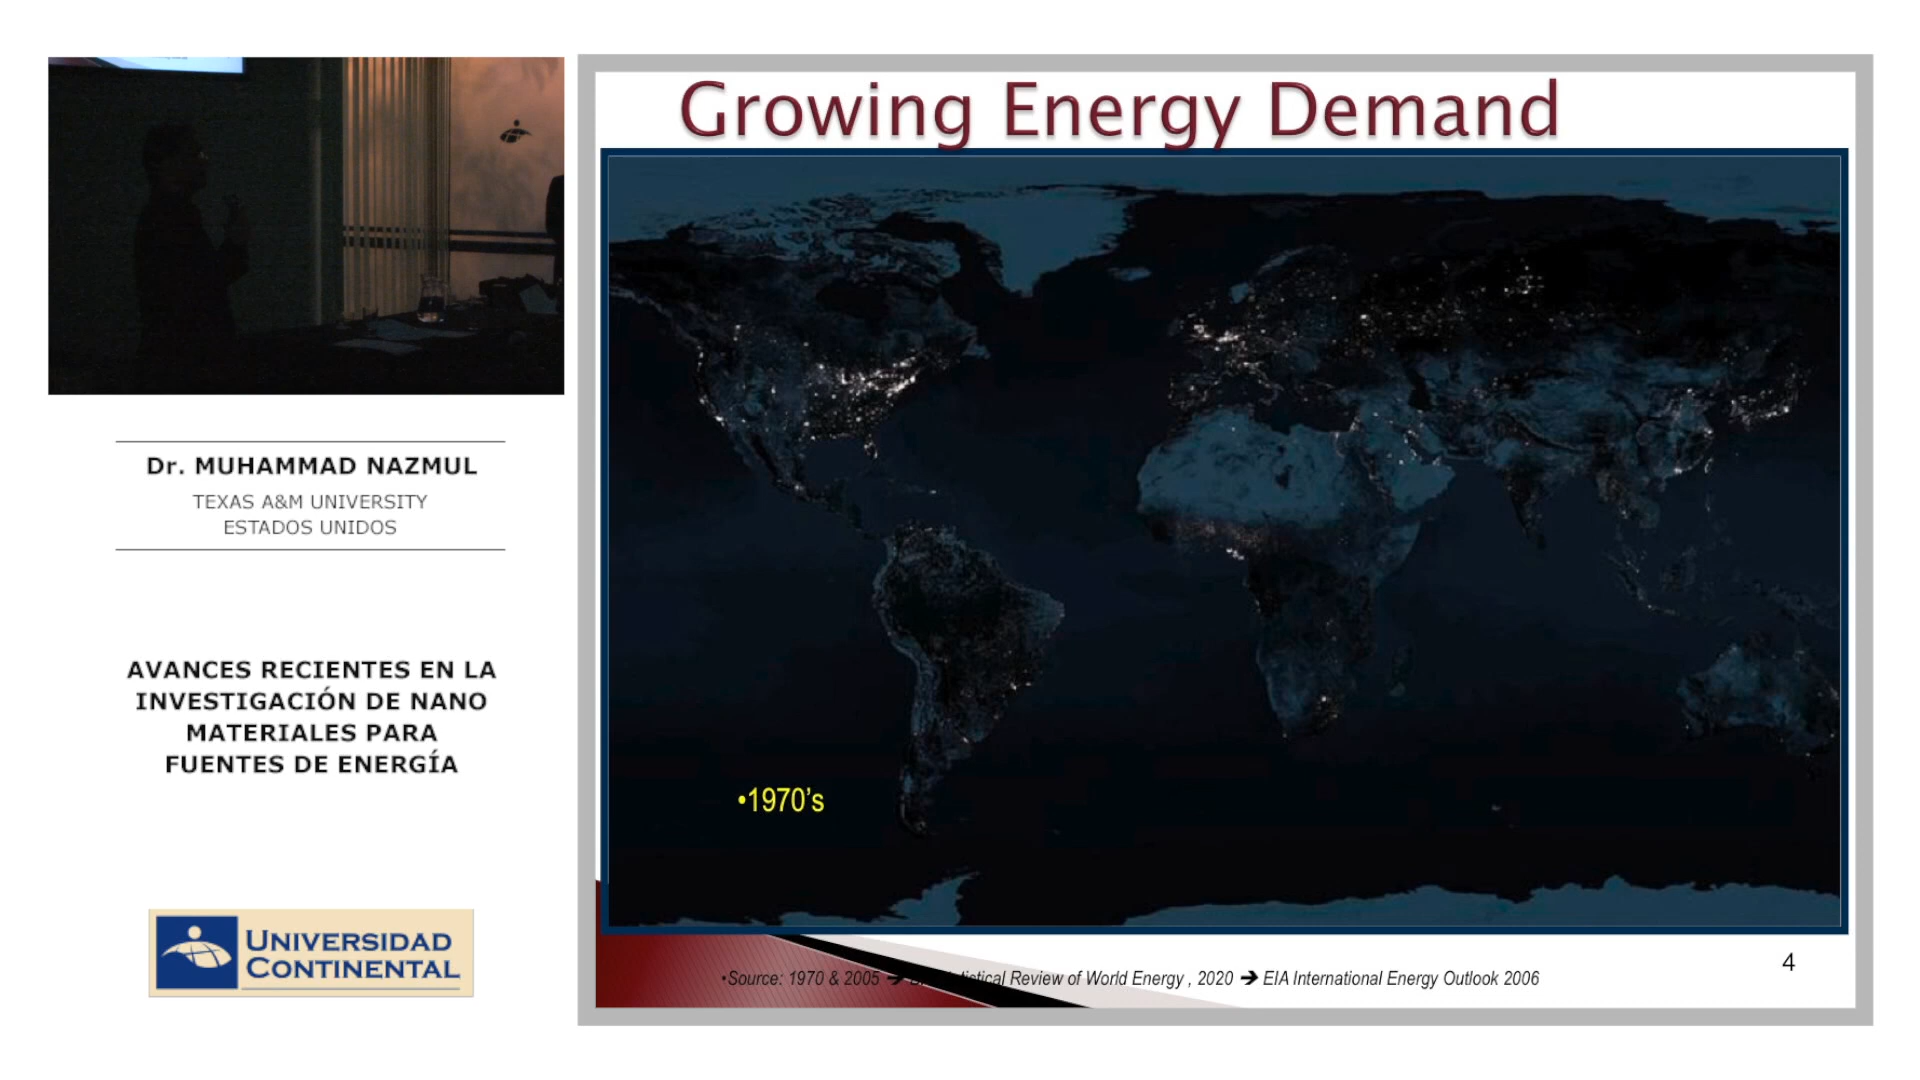 Growing Energy Demand
Dr. MUHAMMAD NAZMUL
TEXAS A&M UNIVERSITY
ESTADOS UNIDOS
AVANCES RECIENTES EN LA
INVESTIGACIÓN DE NANO
MATERIALES PARA
FUENTES DE ENERGÍA
UNIVERSIDAD
CONTINENTAL
•1970's
•Source: 1970 & 2005 ➔ Review of World Energy , 2020 ➔ EIA International Energy Outlook 2006
4